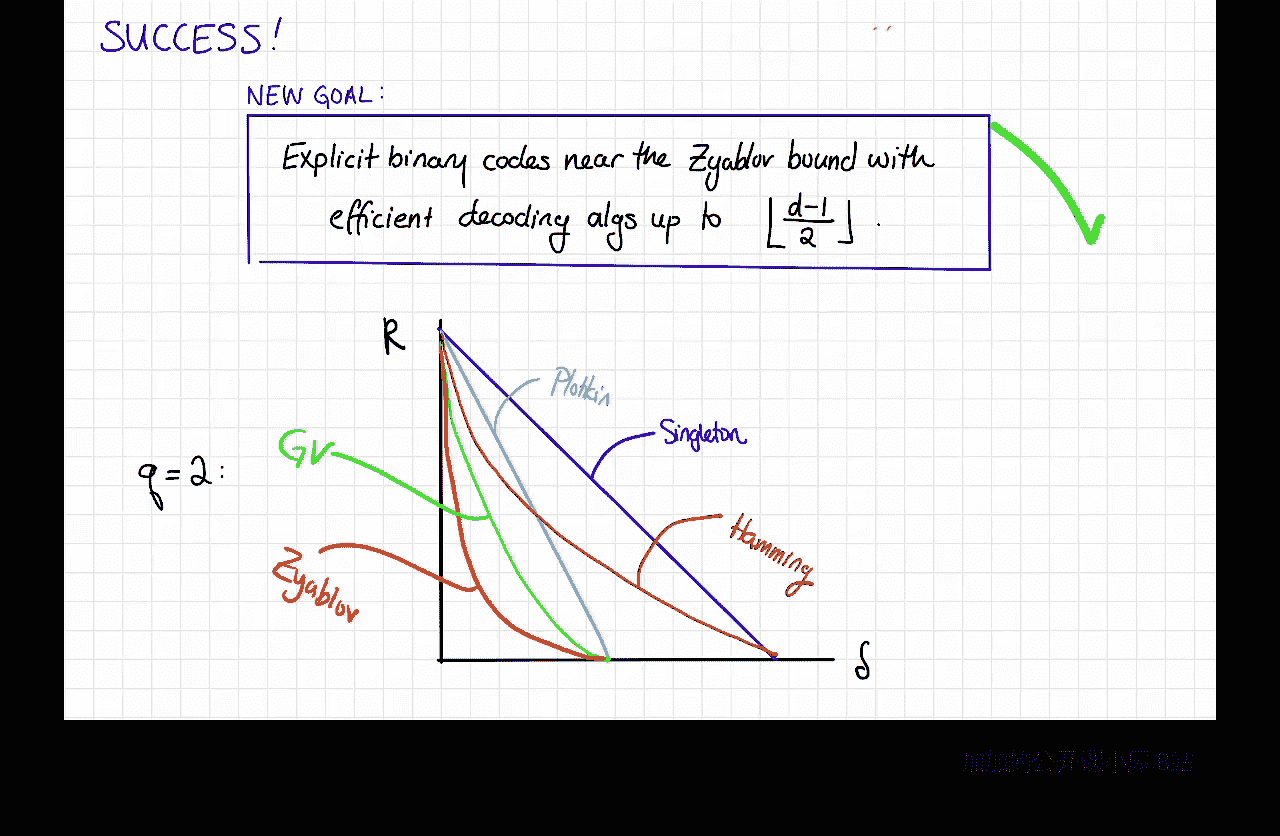 SUCCESS!
NEW GOAL:
Explicit binary codes near the Zyablov bound with
efficient decoding algs up to ⌊(d-1)/2⌋.
R
Plotkin
Singleton
GV
q=2:
Hamming
Zyablov
δ